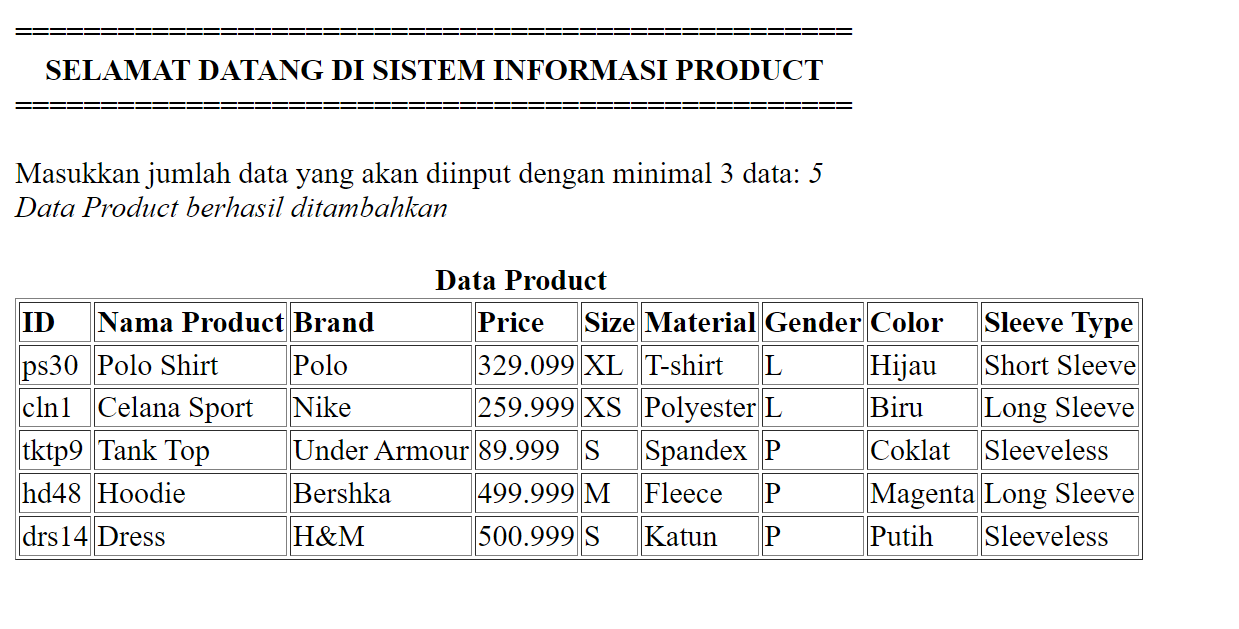 =================================================
SELAMAT DATANG DI SISTEM INFORMASI PRODUCT
=================================================
Masukkan jumlah data yang akan diinput dengan minimal 3 data: 5
Data Product berhasil ditambahkan
Data Product
ID Nama Product Brand Price Size Material Gender Color Sleeve Type
ps30 Polo Shirt Polo 329.099 XL T-shirt L Hijau Short Sleeve
cln1 Celana Sport Nike 259.999 XS Polyester L Biru Long Sleeve
tktp9 Tank Top Under Armour 89.999 S Spandex P Coklat Sleeveless
hd48 Hoodie Bershka 499.999 M Fleece P Magenta Long Sleeve
drs14 Dress H&M 500.999 S Katun P Putih Sleeveless